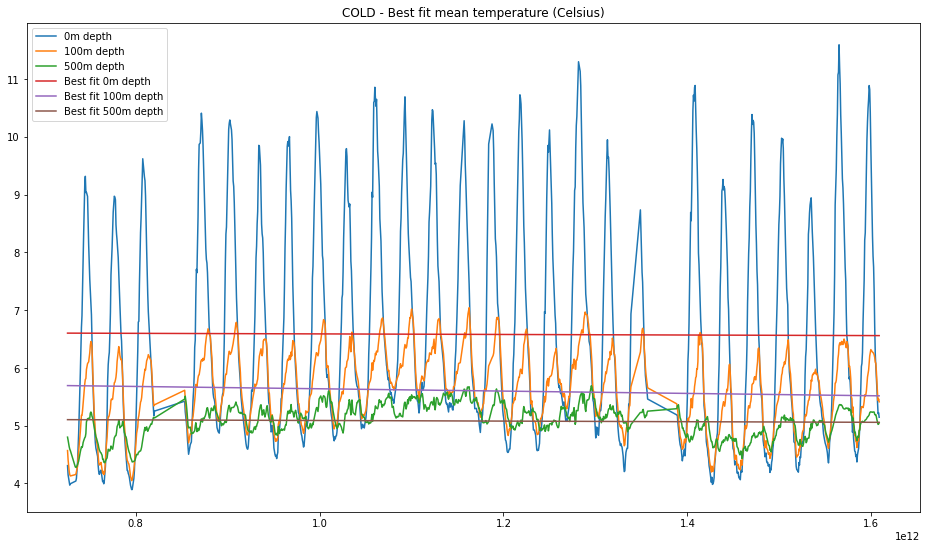 COLD - Best fit mean temperature (Celsius)
0m depth
100m depth
500m depth
Best fit 0m depth
Best fit 100m depth
Best fit 500m depth
11
10
9
8
7
6
5
4
0.8 1.0 1.2 1.4 1.6
1e12